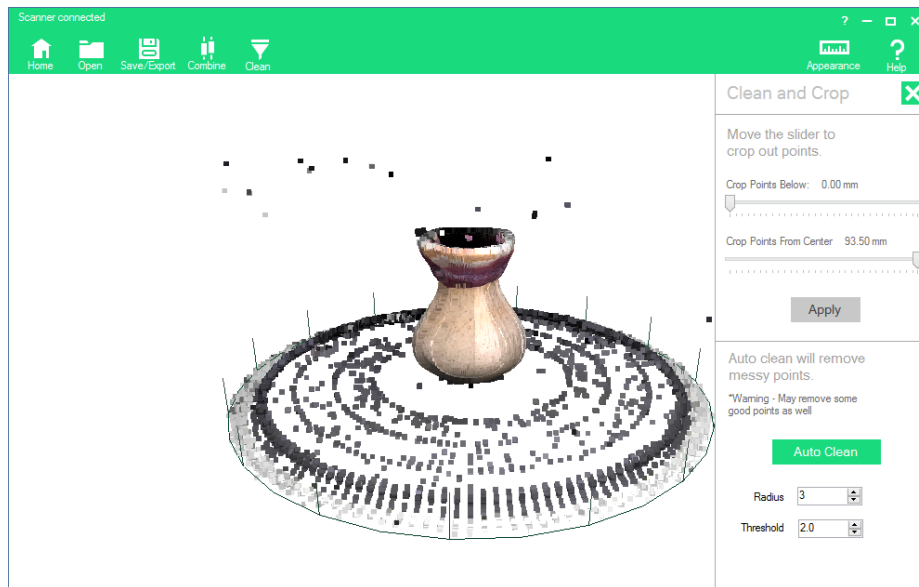 Scanner connected
?
Home
Open
Save/Export
Combine
Clean
Appearance
?
Help
Clean and Crop
Move the slider to
crop out points.
Crop Points Below: 0.00 mm
Crop Points From Center 93.50 mm
Apply
Auto clean will remove
messy points.
*Warning - May remove some
good points as well
Auto Clean
Radius 3
Threshold 2.0